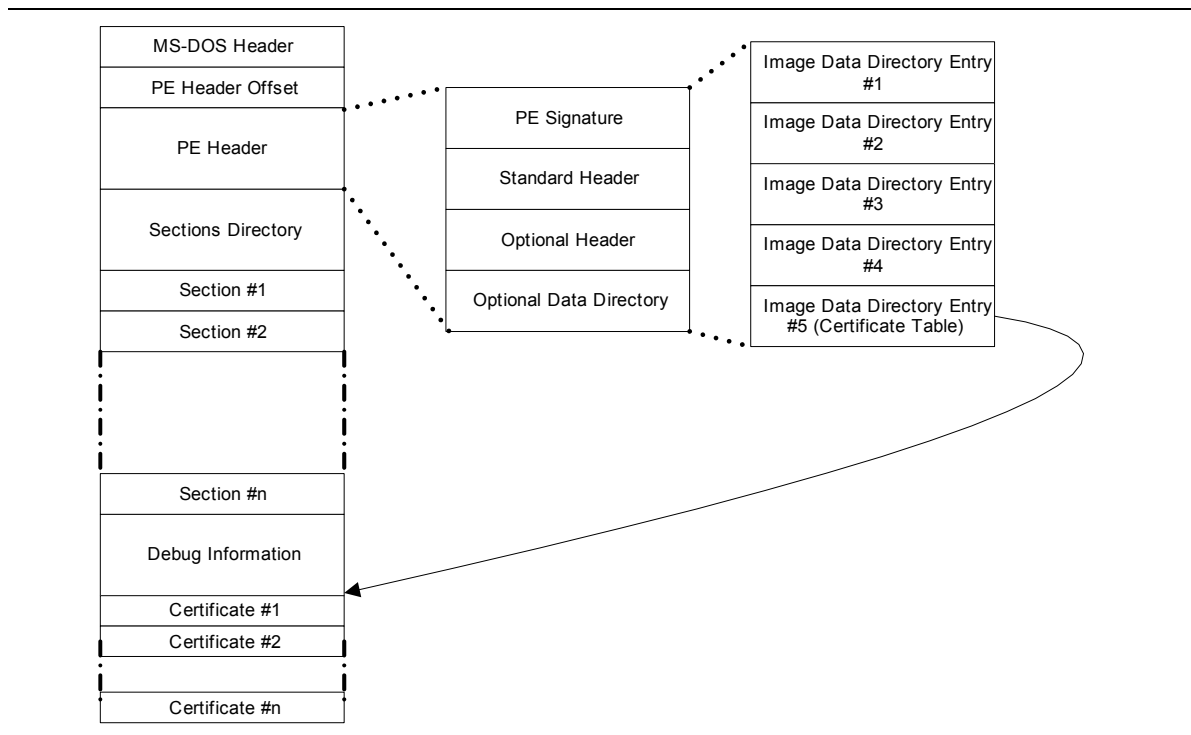 MS-DOS Header
PE Header Offset
PE Header
Sections Directory
Section #1
Section #2
Section #n
Debug Information
Certificate #1
Certificate #2
Certificate #n
PE Signature
Standard Header
Optional Header
Optional Data Directory
Image Data Directory Entry
#1
Image Data Directory Entry
#2
Image Data Directory Entry
#3
Image Data Directory Entry
#4
Image Data Directory Entry
#5 (Certificate Table)